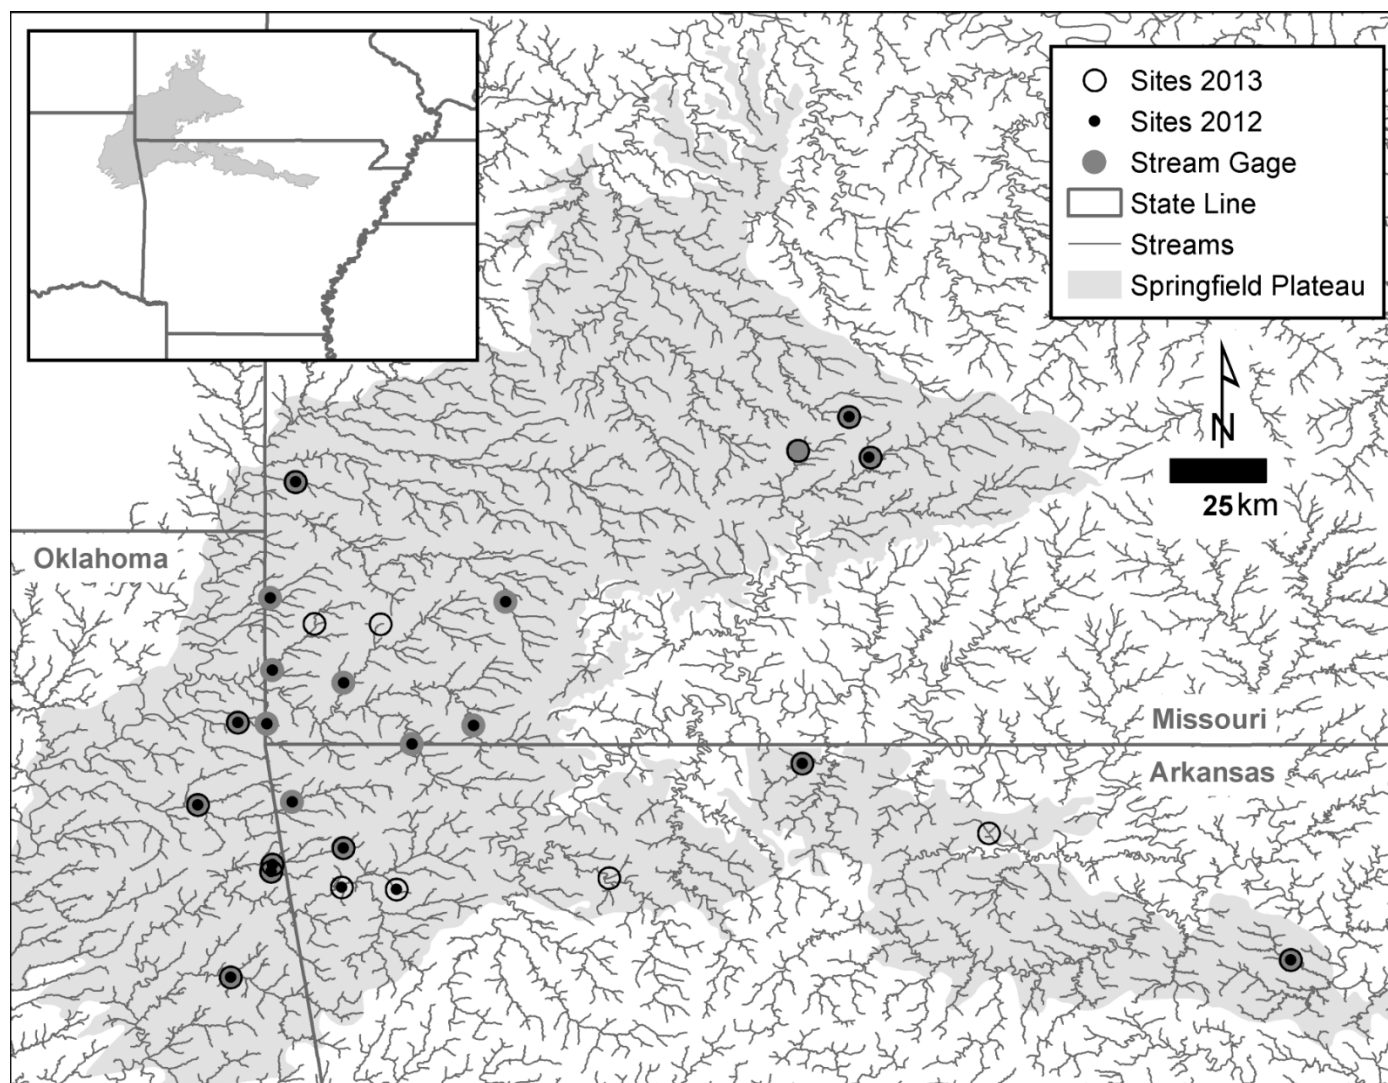 Sites 2013
Sites 2012
Stream Gage
State Line
Streams
Springfield Plateau
N
25 km
Oklahoma
Missouri
Arkansas